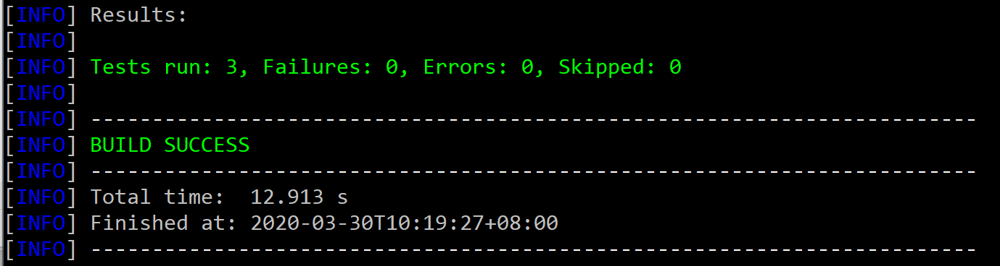 [INFO] Results:
[INFO]
[INFO] Tests run: 3, Failures: 0, Errors: 0, Skipped: 0
[INFO]
[INFO] ------------------------------------------------------------------------
[INFO] BUILD SUCCESS
[INFO] ------------------------------------------------------------------------
[INFO] Total time:  12.913 s
[INFO] Finished at: 2020-03-30T10:19:27+08:00
[INFO] ------------------------------------------------------------------------